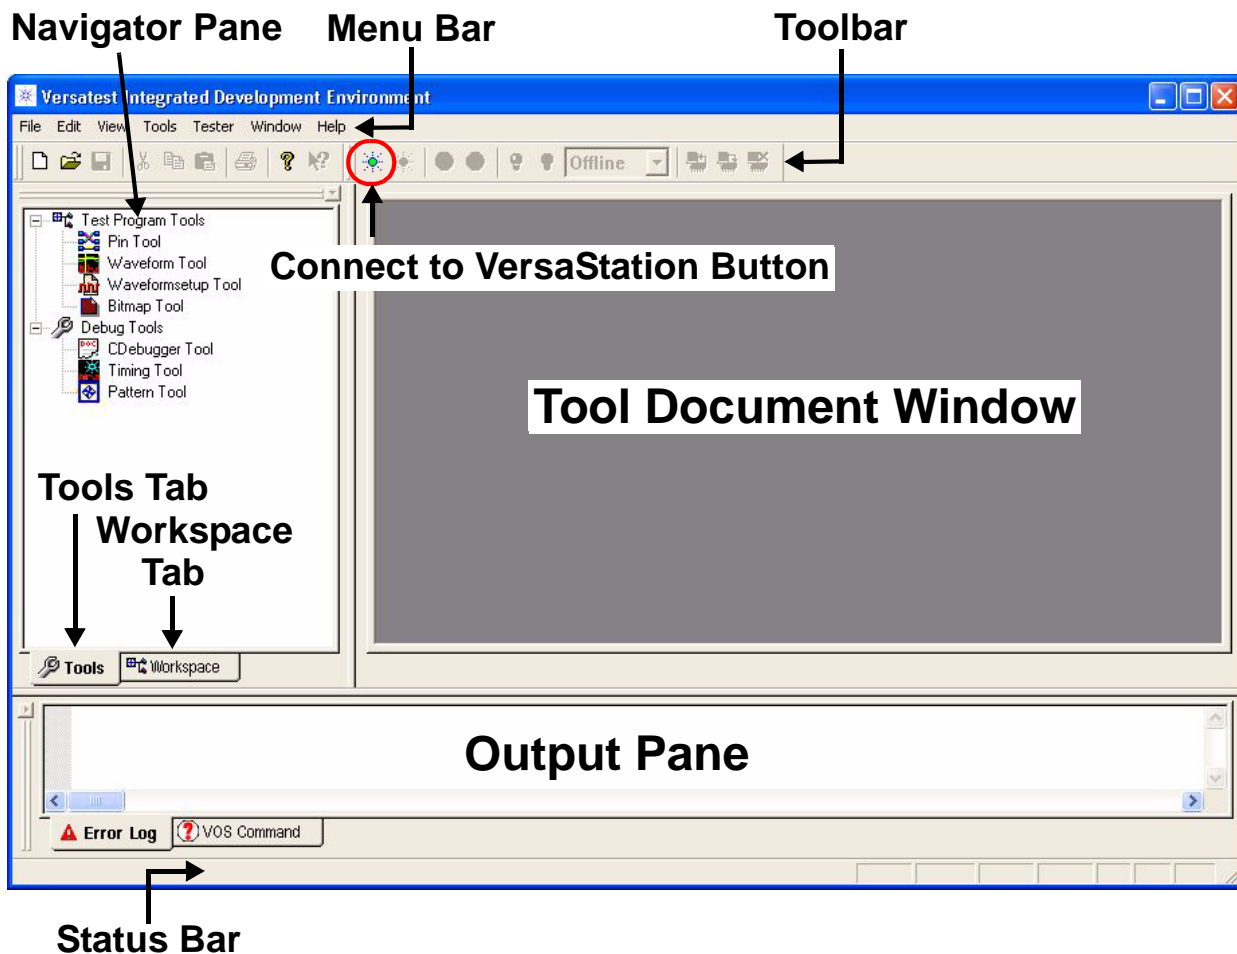 Navigator Pane
Menu Bar
Toolbar
Versatest Integrated Development Environment
File Edit View Tools Tester Window Help
Offline
Connect to VersaStation Button
Test Program Tools
Pin Tool
Waveform Tool
Waveformsetup Tool
Bitmap Tool
Debug Tools
CDebugger Tool
Timing Tool
Pattern Tool
Tool Document Window
Tools Tab
Workspace
Tab
Tools
Workspace
Output Pane
Error Log
VOS Command
Status Bar